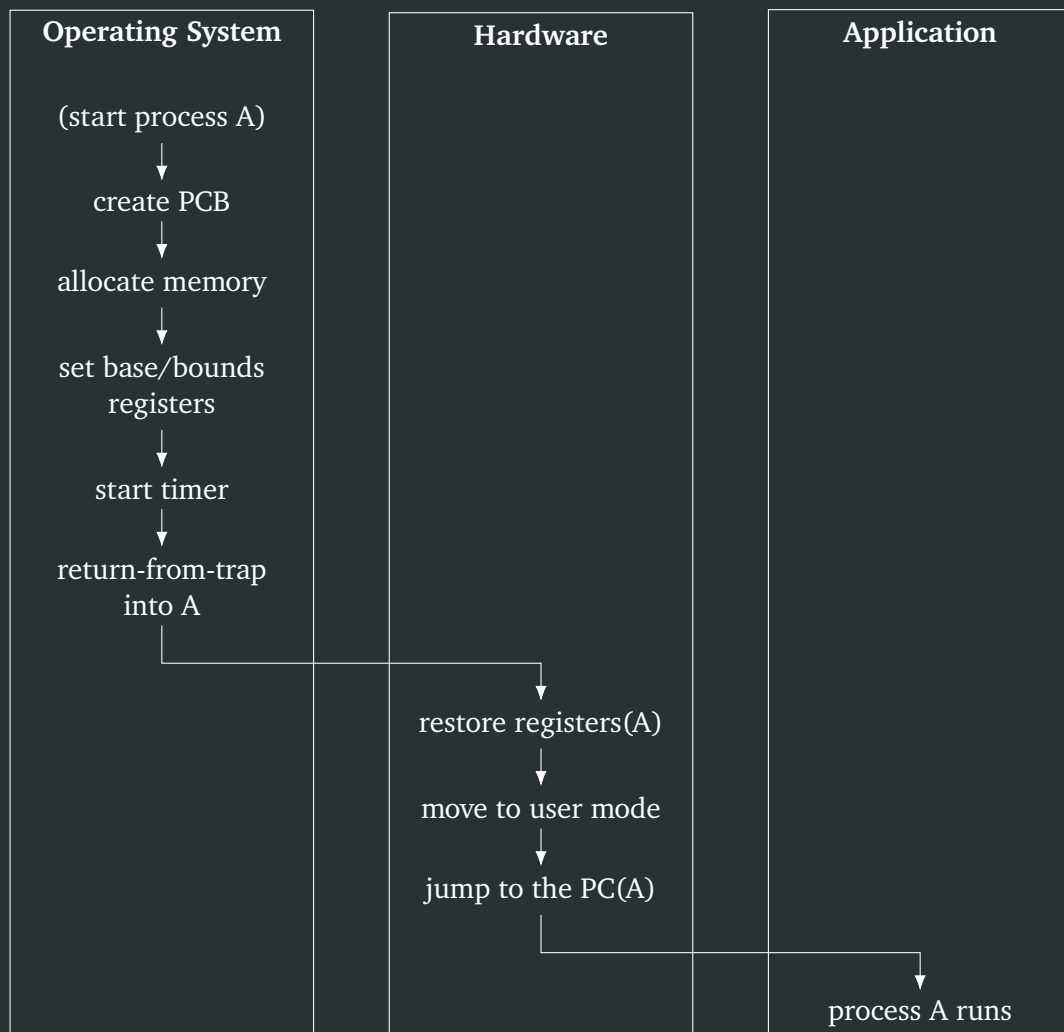 Operating System
Hardware
Application
(start process A)
create PCB
allocate memory
set base/bounds
registers
start timer
return-from-trap
into A
restore registers(A)
move to user mode
jump to the PC(A)
process A runs